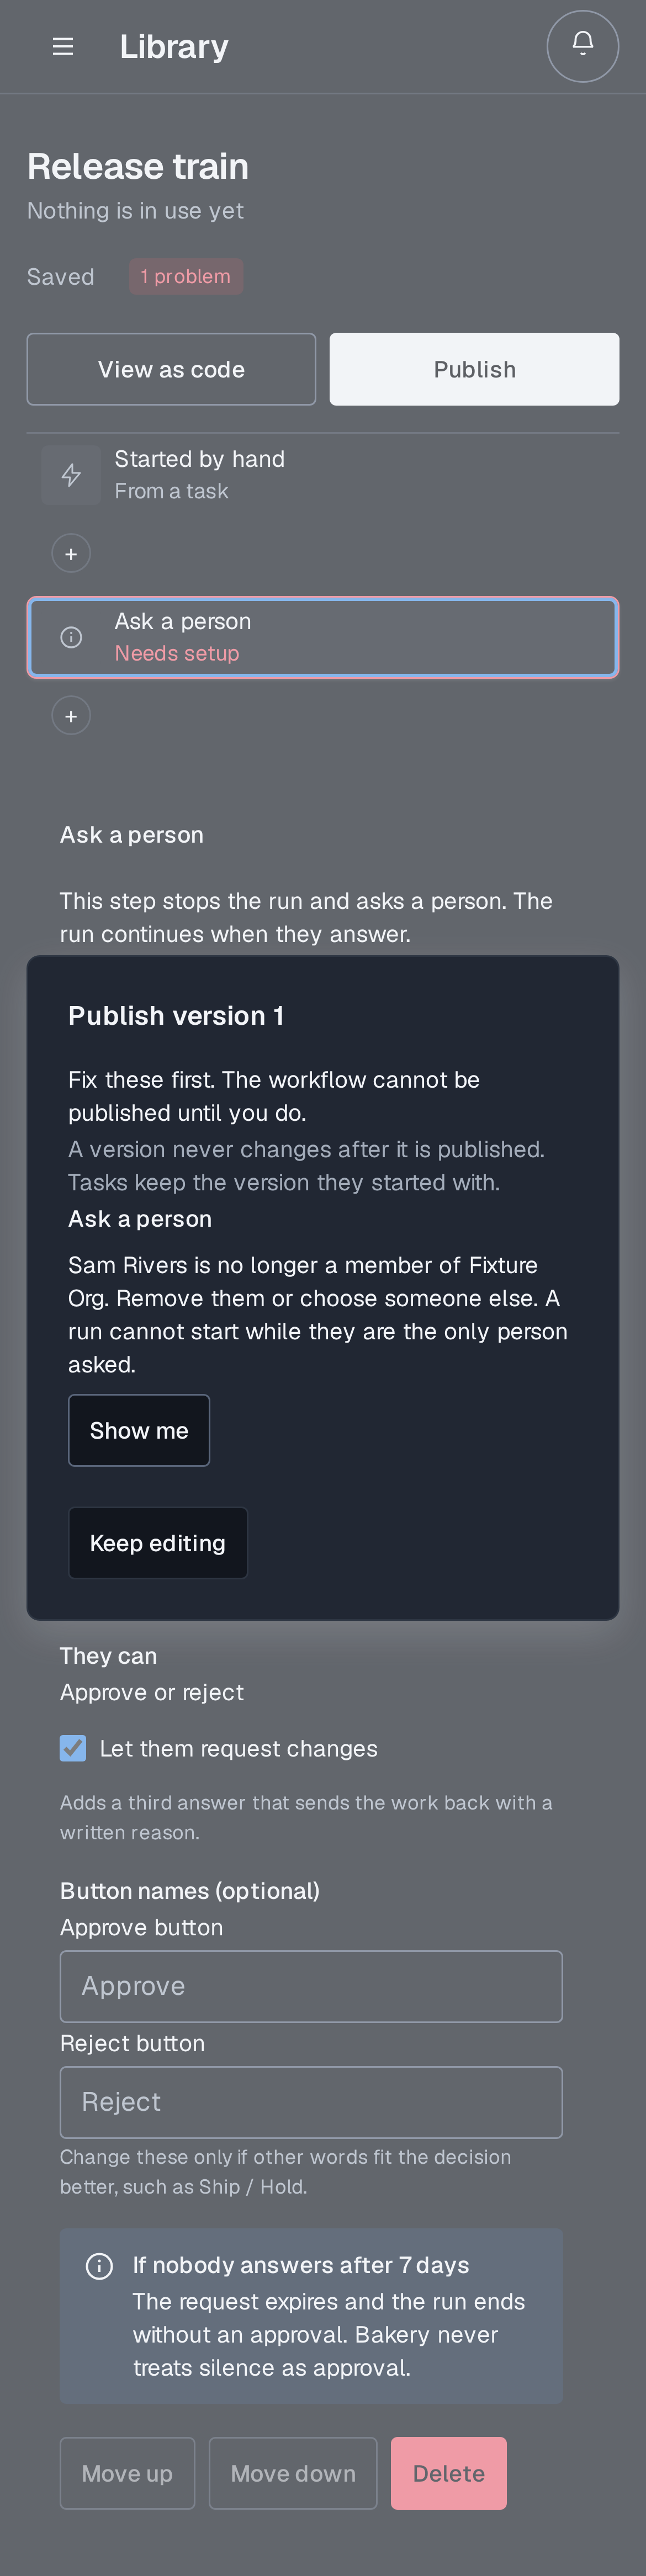 Library
Release train
Nothing is in use yet
Saved
1 problem
View as code
Publish
Started by hand
From a task
+
Ask a person
Needs setup
+
Ask a person
This step stops the run and asks a person. The
run continues when they answer.
Publish version 1
Fix these first. The workflow cannot be
published until you do.
A version never changes after it is published.
Tasks keep the version they started with.
Ask a person
Sam Rivers is no longer a member of Fixture
Org. Remove them or choose someone else. A
run cannot start while they are the only person
asked.
Show me
Keep editing
They can
Approve or reject
Let them request changes
Adds a third answer that sends the work back with a
written reason.
Button names (optional)
Approve button
Approve
Reject button
Reject
Change these only if other words fit the decision
better, such as Ship / Hold.
If nobody answers after 7 days
The request expires and the run ends
without an approval. Bakery never
treats silence as approval.
Move up
Move down
Delete